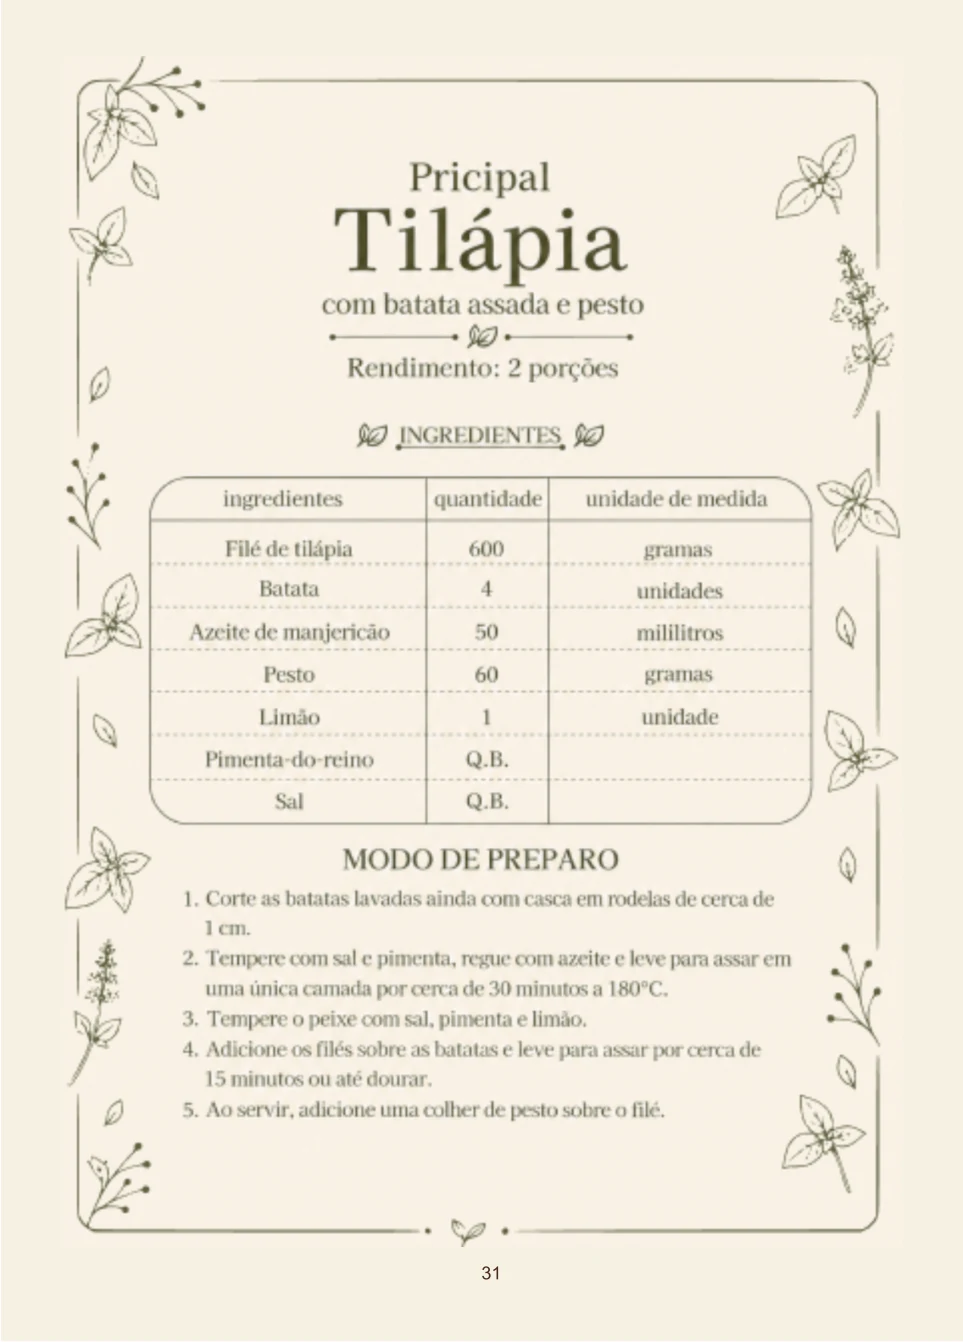 Pricipal
Tilápia
com batata assada e pesto
Rendimento: 2 porções
INGREDIENTES
ingredientes quantidade unidade de medida
Filé de tilápia 600 gramas
Batata 4 unidades
Azeite de manjericão 50 mililitros
Pesto 60 gramas
Limão 1 unidade
Pimenta-do-reino Q.B.
Sal Q.B.
MODO DE PREPARO
1. Corte as batatas lavadas ainda com casca em rodelas de cerca de
1 cm.
2. Tempere com sal e pimenta, regue com azeite e leve para assar em
uma única camada por cerca de 30 minutos a 180°C.
3. Tempere o peixe com sal, pimenta e limão.
4. Adicione os filés sobre as batatas e leve para assar por cerca de
15 minutos ou até dourar.
5. Ao servir, adicione uma colher de pesto sobre o filé.
31